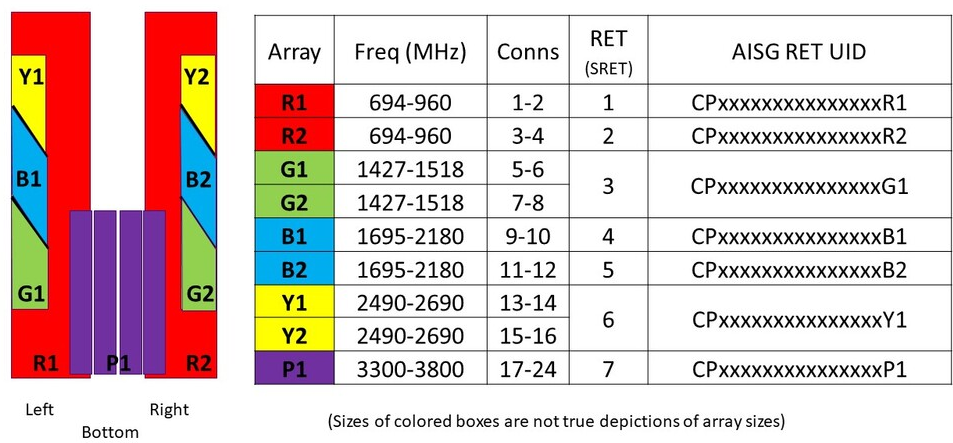 Y1 Y2
B1 B2
G1 G2
R1 P1 R2
Left Right
Bottom
Array Freq (MHz) Conns RET (SRET) AISG RET UID
R1 694-960 1-2 1 CPxxxxxxxxxxxxxxxR1
R2 694-960 3-4 2 CPxxxxxxxxxxxxxxxR2
G1 1427-1518 5-6 3 CPxxxxxxxxxxxxxxxG1
G2 1427-1518 7-8
B1 1695-2180 9-10 4 CPxxxxxxxxxxxxxxxB1
B2 1695-2180 11-12 5 CPxxxxxxxxxxxxxxxB2
Y1 2490-2690 13-14 6 CPxxxxxxxxxxxxxxxY1
Y2 2490-2690 15-16
P1 3300-3800 17-24 7 CPxxxxxxxxxxxxxxxP1
(Sizes of colored boxes are not true depictions of array sizes)